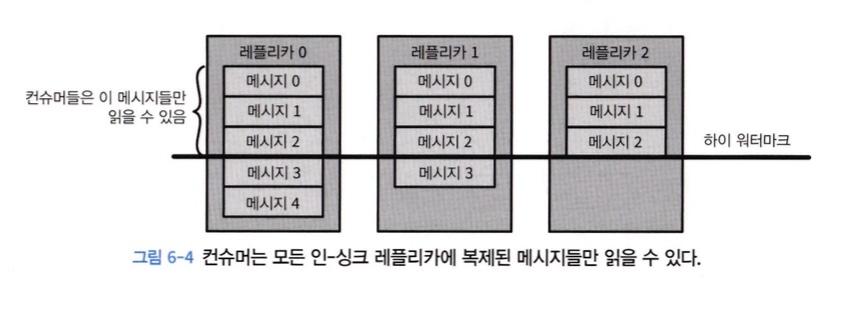 레플리카 0
메시지 0
메시지 1
메시지 2
메시지 3
메시지 4
레플리카 1
메시지 0
메시지 1
메시지 2
메시지 3
레플리카 2
메시지 0
메시지 1
메시지 2
컨슈머들은 이 메시지들만
읽을 수 있음
하이 워터마크
그림 6-4 컨슈머는 모든 인-싱크 레플리카에 복제된 메시지들만 읽을 수 있다.